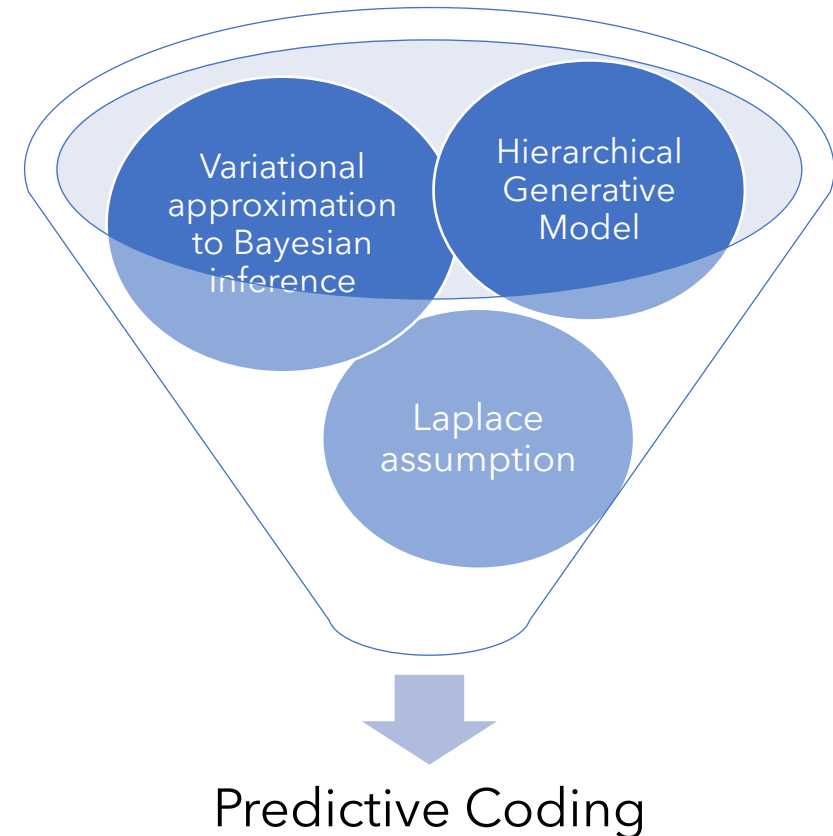 Variational
approximation
to Bayesian
inference
Hierarchical
Generative
Model
Laplace
assumption
Predictive Coding